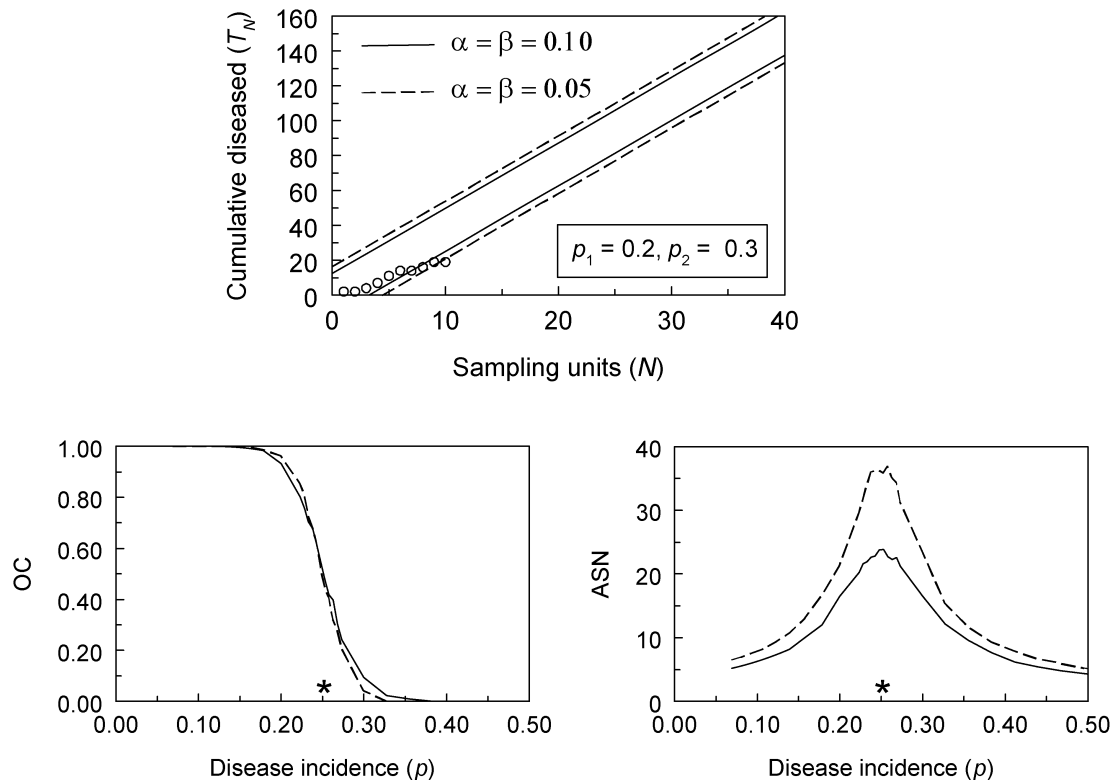 160
140
120
100
80
60
40
20
0
Cumulative diseased (T_N)
α = β = 0.10
α = β = 0.05
p₁ = 0.2, p₂ = 0.3
0 10 20 30 40
Sampling units (N)
1.00
0.80
0.60
0.40
0.20
0.00
OC
*
0.00 0.10 0.20 0.30 0.40 0.50
Disease incidence (p)
40
30
20
10
0
ASN
*
0.00 0.10 0.20 0.30 0.40 0.50
Disease incidence (p)